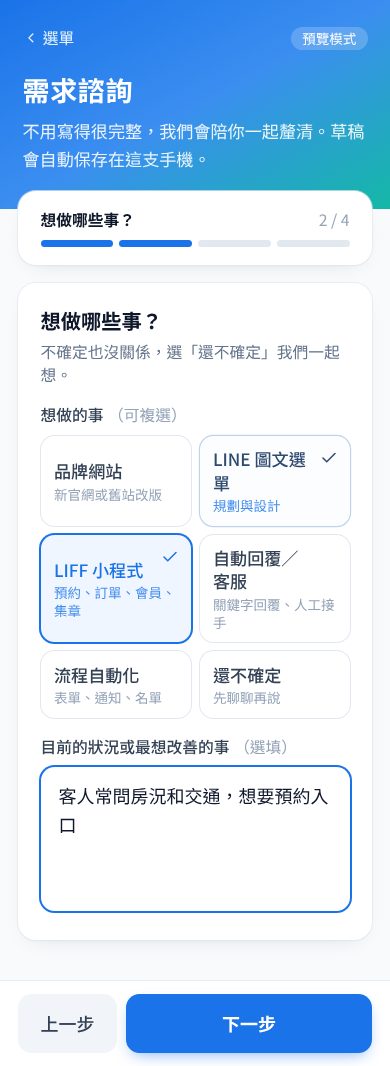 選單
預覽模式
需求諮詢
不用寫得很完整，我們會陪你一起釐清。草稿
會自動保存在這支手機。
想做哪些事？
2 / 4
想做哪些事？
不確定也沒關係，選「還不確定」我們一起
想。
想做的事（可複選）
品牌網站
新官網或舊站改版
LINE 圖文選
單
規劃與設計
LIFF 小程式
預約、訂單、會員、
集章
自動回覆／
客服
關鍵字回覆、人工接
手
流程自動化
表單、通知、名單
還不確定
先聊聊再說
目前的狀況或最想改善的事（選填）
客人常問房況和交通，想要預約入
口
上一步
下一步